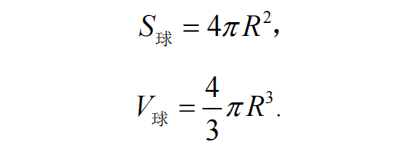 S球 = 4πR²,
V球 = 4/3 πR³.